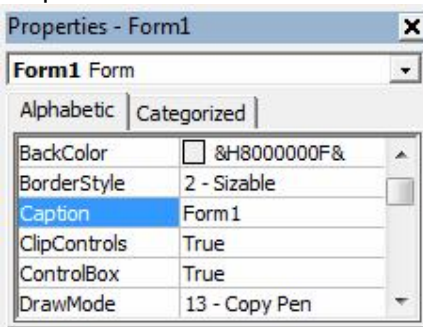 Properties - Form1
Form1 Form
Alphabetic Categorized
BackColor &H8000000F&
BorderStyle 2 - Sizable
Caption Form1
ClipControls True
ControlBox True
DrawMode 13 - Copy Pen